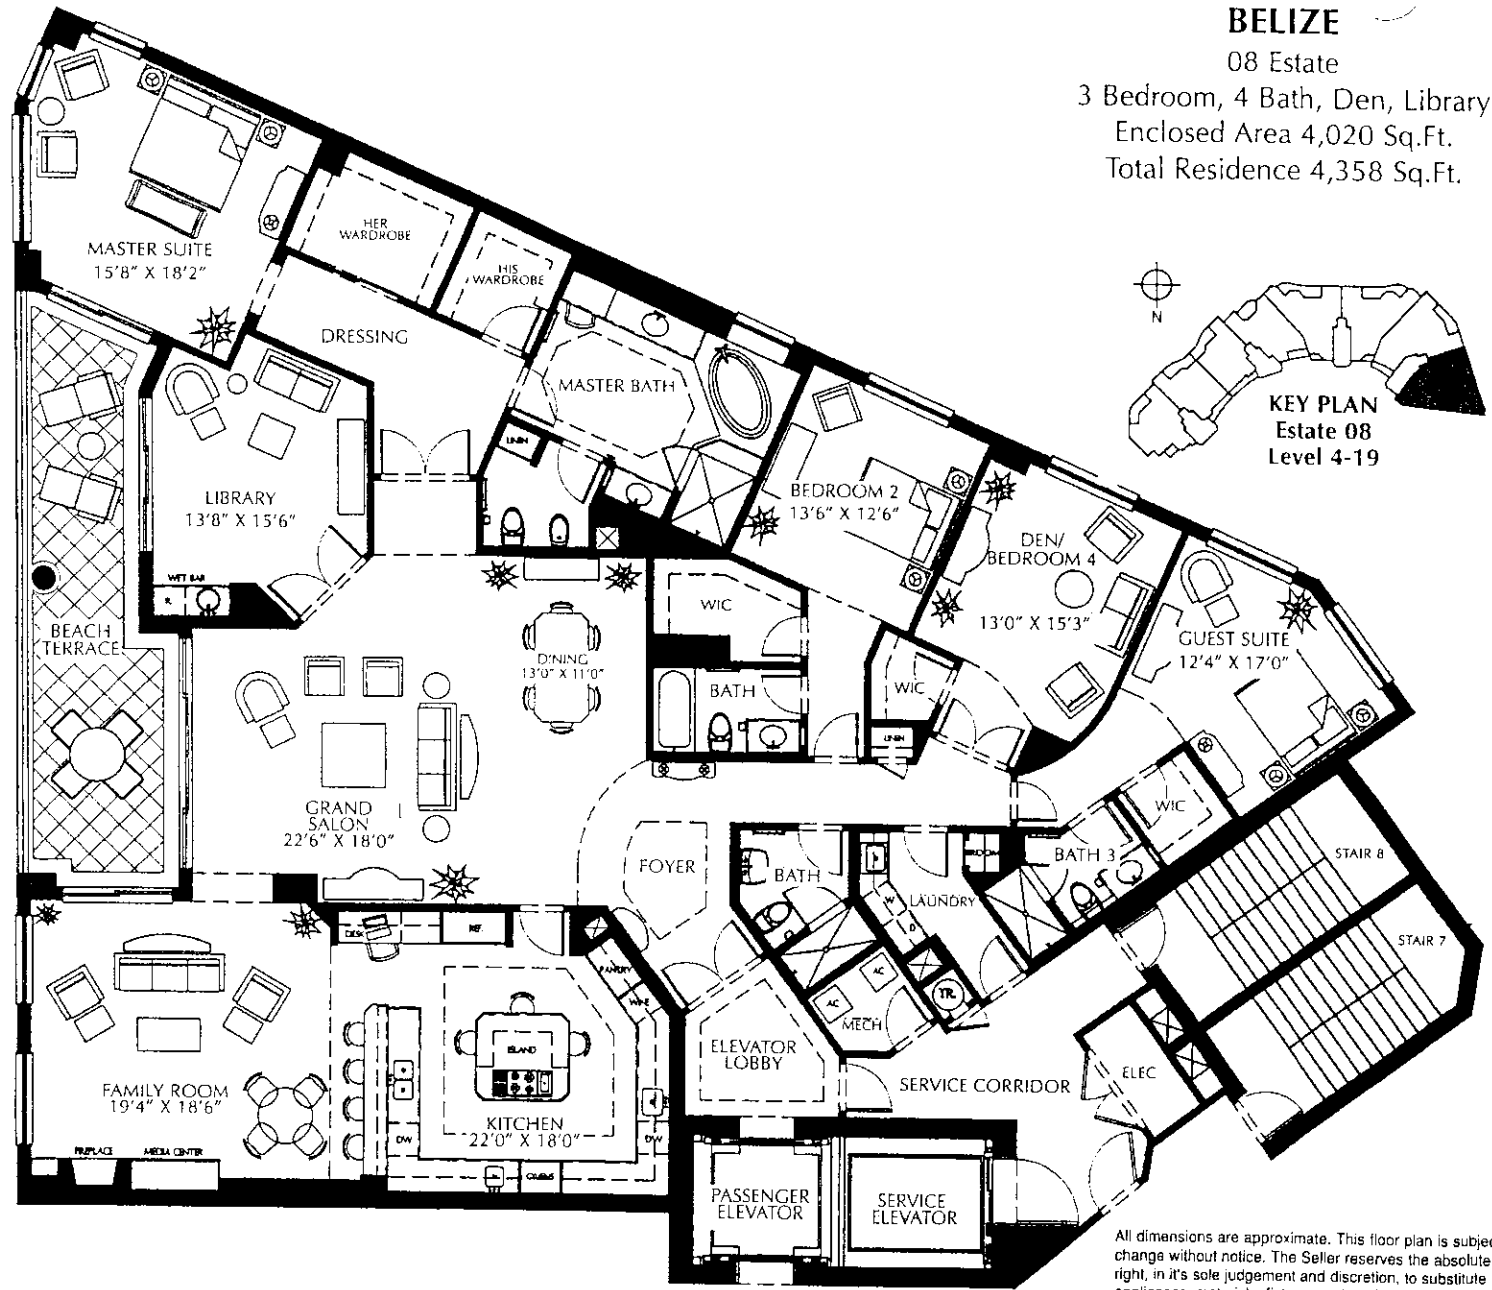 BELIZE
08 Estate
3 Bedroom, 4 Bath, Den, Library
Enclosed Area 4,020 Sq.Ft.
Total Residence 4,358 Sq.Ft.
N
KEY PLAN
Estate 08
Level 4-19
MASTER SUITE
15'8" X 18'2"
HER
WARDROBE
HIS
WARDROBE
DRESSING
MASTER BATH
LINEN
LIBRARY
13'8" X 15'6"
WET BAR
R.
BEDROOM 2
13'6" X 12'6"
DEN/
BEDROOM 4
13'0" X 15'3"
GUEST SUITE
12'4" X 17'0"
BEACH
TERRACE
WIC
DINING
13'0" X 11'0"
BATH
WIC
LINEN
GRAND
SALON
22'6" X 18'0"
FOYER
BATH
LAUNDRY
W
D
BROOM
BATH 3
WIC
STAIR 8
STAIR 7
DESK
REF.
PANTRY
WINE
AC
AC
MECH
TR.
ISLAND
ELEVATOR
LOBBY
SERVICE CORRIDOR
ELEC
FAMILY ROOM
19'4" X 18'6"
KITCHEN
22'0" X 18'0"
DW
DW
FIREPLACE
MEDIA CENTER
PASSENGER
ELEVATOR
SERVICE
ELEVATOR
All dimensions are approximate. This floor plan is subjec
change without notice. The Seller reserves the absolute
right, in it's sole judgement and discretion, to substitute